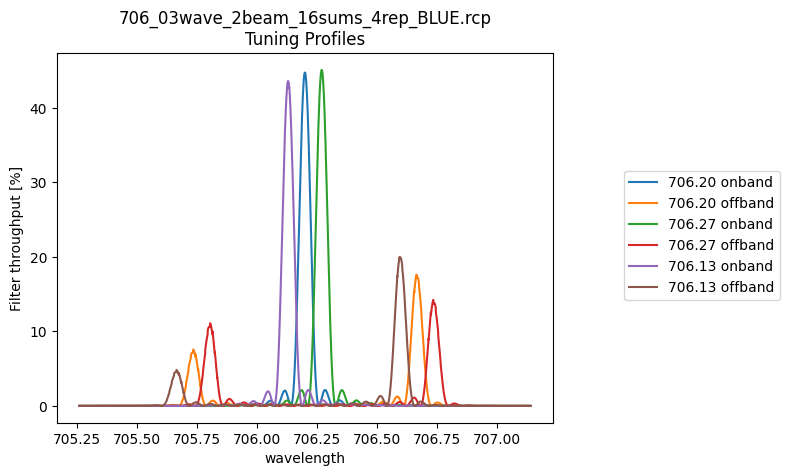 706_03wave_2beam_16sums_4rep_BLUE.rcp
Tuning Profiles
Filter throughput [%]
40
30
20
10
0
705.25 705.50 705.75 706.00 706.25 706.50 706.75 707.00
wavelength
706.20 onband
706.20 offband
706.27 onband
706.27 offband
706.13 onband
706.13 offband